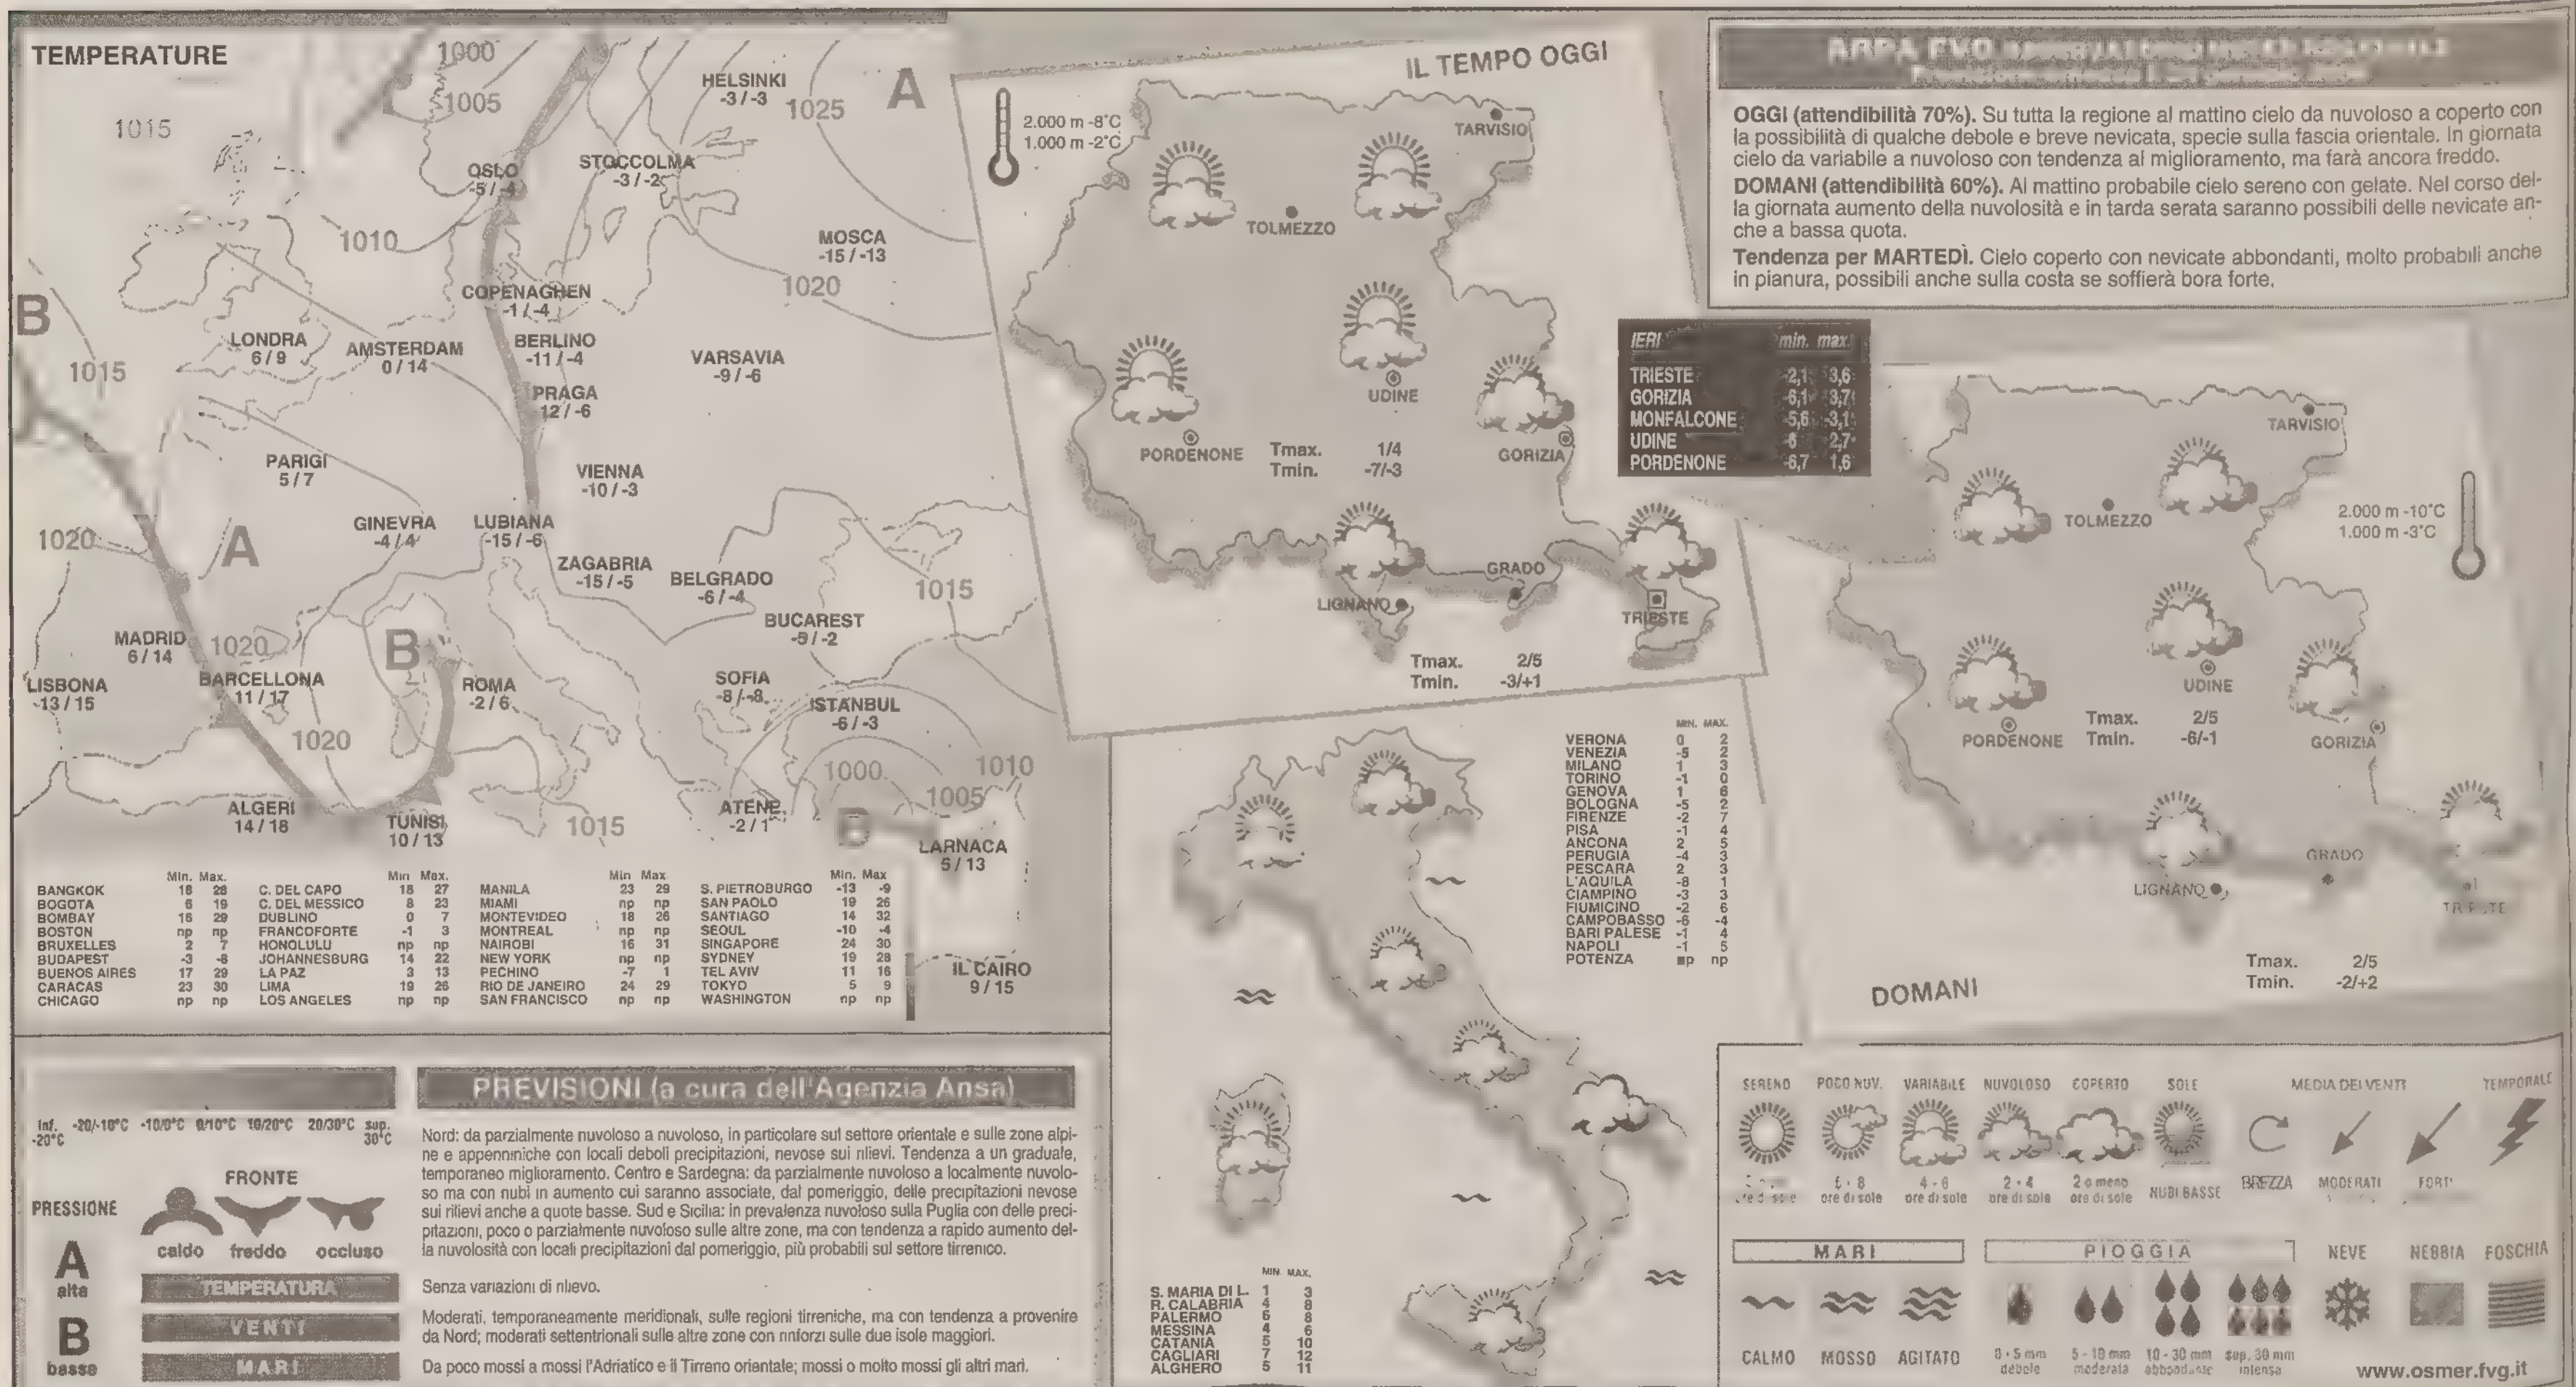 TEMPERATURE
1000
1005
1015
HELSINKI
-3 / -3
1025
A
OSLO
-5 / -4
STOCCOLMA
-3 / -2
1010
MOSCA
-15 / -13
1020
COPENAGHEN
-1 / -4
B
1015
LONDRA
6 / 9
AMSTERDAM
0 / 14
BERLINO
-11 / -4
VARSAVIA
-9 / -6
PRAGA
12 / -6
PARIGI
5 / 7
VIENNA
-10 / -3
1020
A
GINEVRA
-4 / 4
LUBIANA
-15 / -6
ZAGABRIA
-15 / -5
BELGRADO
-6 / -4
1015
BUCAREST
-9 / -2
MADRID
6 / 14
1020
B
LISBONA
13 / 15
BARCELLONA
11 / 17
ROMA
-2 / 6
SOFIA
-8 / -8
ISTANBUL
-6 / -3
1020
1000
1010
1005
ALGERI
14 / 18
TUNISI
10 / 13
1015
ATENE
-2 / 1
B
LARNACA
5 / 13
IL CAIRO
9 / 15
Min. Max.
BANGKOK 18 28
BOGOTA 6 19
BOMBAY 16 29
BOSTON np np
BRUXELLES 2 7
BUDAPEST -3 -8
BUENOS AIRES 17 29
CARACAS 23 30
CHICAGO np np
Min Max.
C. DEL CAPO 18 27
C. DEL MESSICO 8 23
DUBLINO 0 7
FRANCOFORTE -1 3
HONOLULU np np
JOHANNESBURG 14 22
LA PAZ 3 13
LIMA 19 26
LOS ANGELES np np
Min Max
MANILA 23 29
MIAMI np np
MONTEVIDEO 18 26
MONTREAL np np
NAIROBI 16 31
NEW YORK np np
PECHINO -7 1
RIO DE JANEIRO 24 29
SAN FRANCISCO np np
Min. Max
S. PIETROBURGO -13 -9
SAN PAOLO 19 26
SANTIAGO 14 32
SEOUL -10 -4
SINGAPORE 24 30
SYDNEY 19 28
TEL AVIV 11 16
TOKYO 5 9
WASHINGTON np np
IL TEMPO OGGI
2.000 m -8°C
1.000 m -2°C
TARVISIO
TOLMEZZO
UDINE
PORDENONE
Tmax. 1/4
Tmin. -7/-3
GORIZIA
GRADO
LIGNANO
TRIESTE
Tmax. 2/5
Tmin. -3/+1
OGGI (attendibilità 70%). Su tutta la regione al mattino cielo da nuvoloso a coperto con
la possibilità di qualche debole e breve nevicata, specie sulla fascia orientale. In giornata
cielo da variabile a nuvoloso con tendenza al miglioramento, ma farà ancora freddo.
DOMANI (attendibilità 60%). Al mattino probabile cielo sereno con gelate. Nel corso del-
la giornata aumento della nuvolosità e in tarda serata saranno possibili delle nevicate an-
che a bassa quota.
Tendenza per MARTEDÌ. Cielo coperto con nevicate abbondanti, molto probabili anche
in pianura, possibili anche sulla costa se soffierà bora forte.
IERI min. max.
TRIESTE -2,1 3,6
GORIZIA -6,1 3,7
MONFALCONE -5,6 -3,1
UDINE -6 2,7
PORDENONE -6,7 1,6
TARVISIO
TOLMEZZO
2.000 m -10°C
1.000 m -3°C
UDINE
PORDENONE
Tmax. 2/5
Tmin. -6/-1
GORIZIA
GRADO
LIGNANO
Tmax. 2/5
Tmin. -2/+2
DOMANI
MIN. MAX.
VERONA 0 2
VENEZIA -5 2
MILANO 1 3
TORINO -1 0
GENOVA 1 6
BOLOGNA -5 2
FIRENZE -2 7
PISA -1 4
ANCONA 2 5
PERUGIA -4 3
PESCARA 2 3
L'AQUILA -8 1
CIAMPINO -3 3
FIUMICINO -2 6
CAMPOBASSO -6 -4
BARI PALESE -1 4
NAPOLI -1 5
POTENZA np np
MIN. MAX.
S. MARIA DI L. 1 3
R. CALABRIA 4 8
PALERMO 6 8
MESSINA 4 6
CATANIA 5 10
CAGLIARI 7 12
ALGHERO 5 11
Inf. -20°C -20/-10°C -10/0°C 0/10°C 10/20°C 20/30°C sup. 30°C
FRONTE
PRESSIONE
caldo freddo occluso
A
alta
B
basse
PREVISIONI (a cura dell'Agenzia Ansa)
Nord: da parzialmente nuvoloso a nuvoloso, in particolare sul settore orientale e sulle zone alpi-
ne e appenniniche con locali deboli precipitazioni, nevose sui rilievi. Tendenza a un graduale,
temporaneo miglioramento. Centro e Sardegna: da parzialmente nuvoloso a localmente nuvolo-
so ma con nubi in aumento cui saranno associate, dal pomeriggio, delle precipitazioni nevose
sui rilievi anche a quote basse. Sud e Sicilia: in prevalenza nuvoloso sulla Puglia con delle preci-
pitazioni, poco o parzialmente nuvoloso sulle altre zone, ma con tendenza a rapido aumento del-
la nuvolosità con locali precipitazioni dal pomeriggio, più probabili sul settore tirrenico.
TEMPERATURA
Senza variazioni di rilievo.
VENTI
Moderati, temporaneamente meridionali, sulle regioni tirreniche, ma con tendenza a provenire
da Nord; moderati settentrionali sulle altre zone con rinforzi sulle due isole maggiori.
MARI
Da poco mossi a mossi l'Adriatico e il Tirreno orientale; mossi o molto mossi gli altri mari.
SERENO POCO NUV. VARIABILE NUVOLOSO COPERTO SOLE MEDIA DEI VENTI TEMPORALE
6 - 8 ore di sole
4 - 6 ore di sole
2 - 4 ore di sole
2 o meno ore di sole
NUBI BASSE
BREZZA MODERATI FORTI
MARI PIOGGIA NEVE NEBBIA FOSCHIA
CALMO MOSSO AGITATO
0 - 5 mm debole
5 - 10 mm moderata
10 - 30 mm abbondante
sup. 30 mm intensa
www.osmer.fvg.it